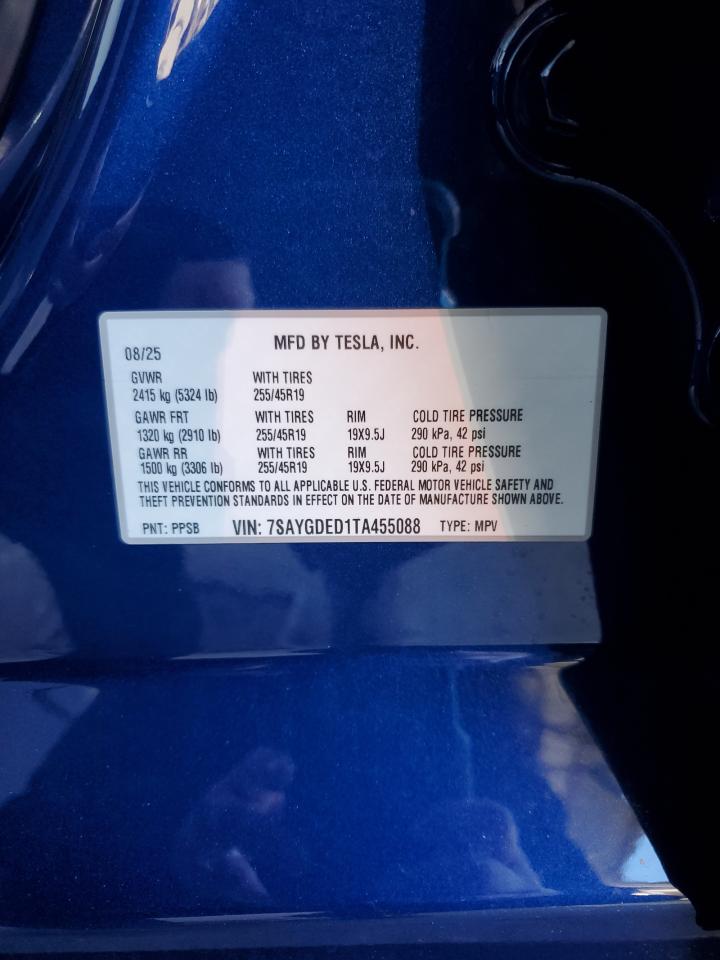 MFD BY TESLA, INC.
08/25
GVWR WITH TIRES
2415 kg (5324 lb) 255/45R19
GAWR FRT WITH TIRES RIM COLD TIRE PRESSURE
1320 kg (2910 lb) 255/45R19 19X9.5J 290 kPa, 42 psi
GAWR RR WITH TIRES RIM COLD TIRE PRESSURE
1500 kg (3306 lb) 255/45R19 19X9.5J 290 kPa, 42 psi
THIS VEHICLE CONFORMS TO ALL APPLICABLE U.S. FEDERAL MOTOR VEHICLE SAFETY AND
THEFT PREVENTION STANDARDS IN EFFECT ON THE DATE OF MANUFACTURE SHOWN ABOVE.
PNT: PPSB VIN: 7SAYGDED1TA455088 TYPE: MPV